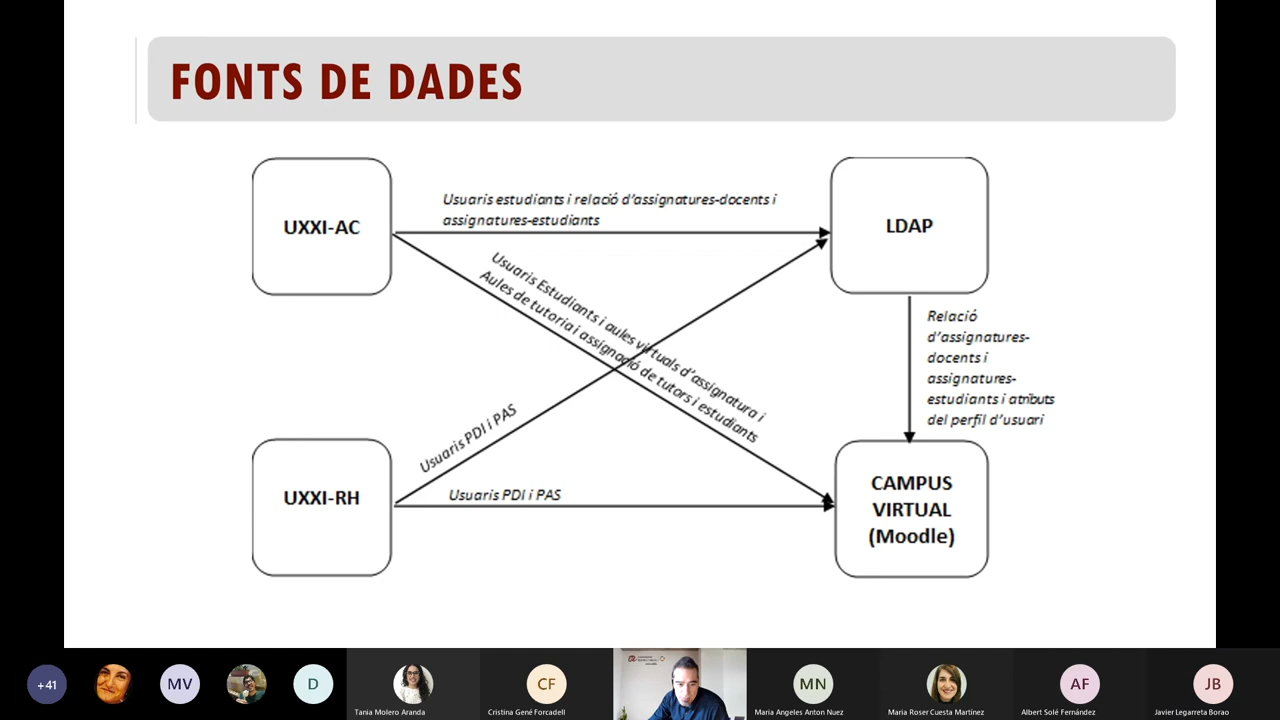 FONTS DE DADES
UXXI-AC
Usuaris estudiants i relació d'assignatures-docents i
assignatures-estudiants
LDAP
Usuaris Estudiants i aules virtuals d'assignatura i
Aules de tutoria i assignació de tutors i estudiants
Relació
d'assignatures-
docents i
assignatures-
estudiants i atributs
del perfil d'usuari
Usuaris PDI i PAS
UXXI-RH
Usuaris PDI i PAS
CAMPUS
VIRTUAL
(Moodle)
+41
MV
D
Tania Molero Aranda
CF
Cristina Gené Forcadell
MN
Maria Angeles Anton Nuez
Maria Roser Cuesta Martínez
AF
Albert Solé Fernández
JB
Javier Legarreta Borao